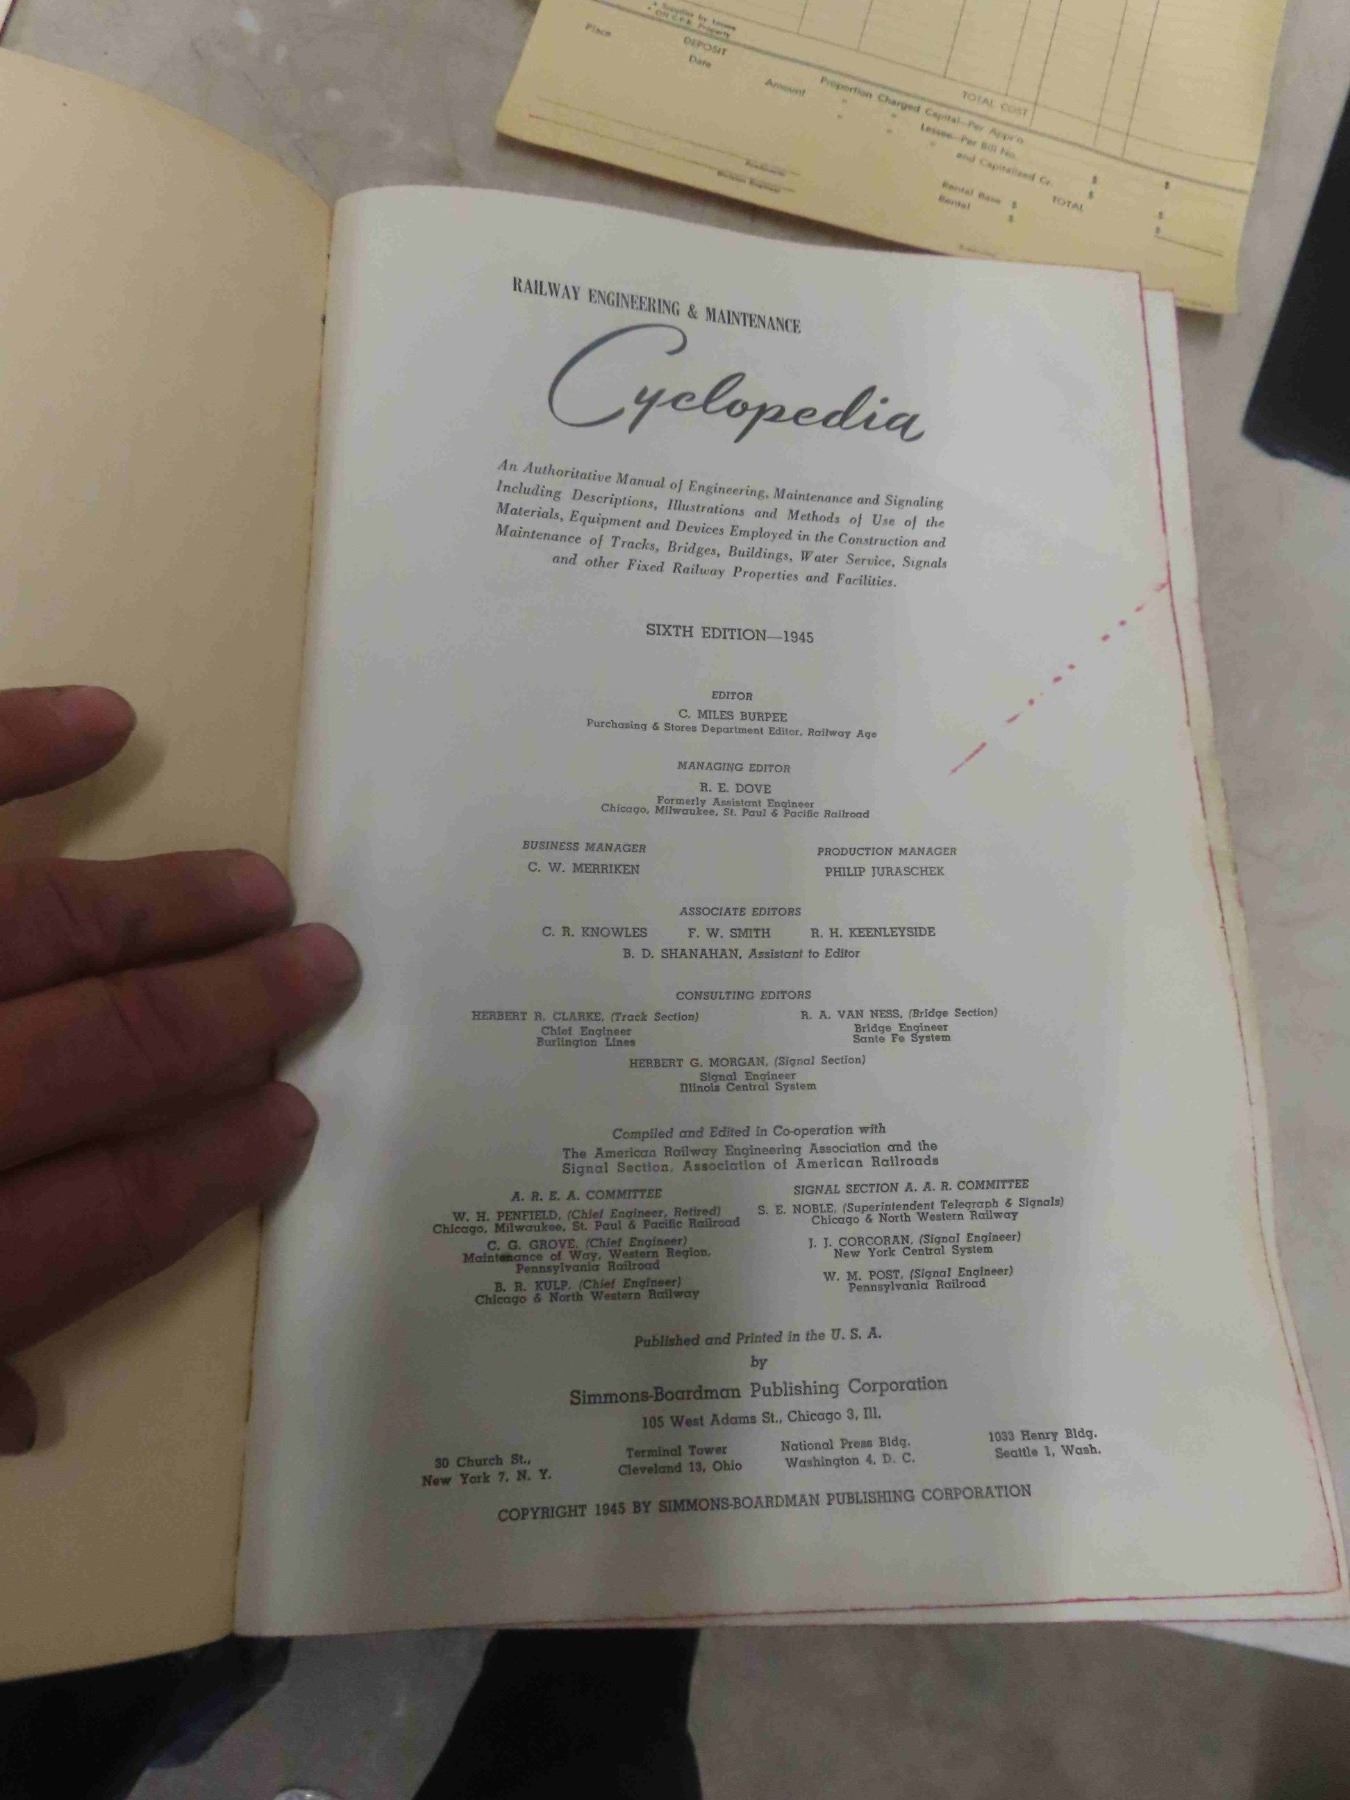 • Supplier by Lessee
• On C.P.R. Property
Place
DEPOSIT
Date
Amount
TOTAL COST
Proportion Charged Capital—Per Appr'n
" " Lessee—Per Bill No.
" " " and Capitalized Cr.
Rental Base $ TOTAL
Rental $
Division Engineer
RAILWAY ENGINEERING & MAINTENANCE
Cyclopedia
An Authoritative Manual of Engineering, Maintenance and Signaling
Including Descriptions, Illustrations and Methods of Use of the
Materials, Equipment and Devices Employed in the Construction and
Maintenance of Tracks, Bridges, Buildings, Water Service, Signals
and other Fixed Railway Properties and Facilities.
SIXTH EDITION—1945
EDITOR
C. MILES BURPEE
Purchasing & Stores Department Editor, Railway Age
MANAGING EDITOR
R. E. DOVE
Formerly Assistant Engineer
Chicago, Milwaukee, St. Paul & Pacific Railroad
BUSINESS MANAGER
C. W. MERRIKEN
PRODUCTION MANAGER
PHILIP JURASCHEK
ASSOCIATE EDITORS
C. R. KNOWLES F. W. SMITH R. H. KEENLEYSIDE
B. D. SHANAHAN, Assistant to Editor
CONSULTING EDITORS
HERBERT R. CLARKE, (Track Section)
Chief Engineer
Burlington Lines
R. A. VAN NESS, (Bridge Section)
Bridge Engineer
Sante Fe System
HERBERT G. MORGAN, (Signal Section)
Signal Engineer
Illinois Central System
Compiled and Edited in Co-operation with
The American Railway Engineering Association and the
Signal Section, Association of American Railroads
A. R. E. A. COMMITTEE
W. H. PENFIELD, (Chief Engineer, Retired)
Chicago, Milwaukee, St. Paul & Pacific Railroad
C. G. GROVE, (Chief Engineer)
Maintenance of Way, Western Region,
Pennsylvania Railroad
B. R. KULP, (Chief Engineer)
Chicago & North Western Railway
SIGNAL SECTION A. A. R. COMMITTEE
S. E. NOBLE, (Superintendent Telegraph & Signals)
Chicago & North Western Railway
J. J. CORCORAN, (Signal Engineer)
New York Central System
W. M. POST, (Signal Engineer)
Pennsylvania Railroad
Published and Printed in the U. S. A.
by
Simmons-Boardman Publishing Corporation
105 West Adams St., Chicago 3, Ill.
30 Church St.,
New York 7, N. Y.
Terminal Tower
Cleveland 13, Ohio
National Press Bldg.
Washington 4, D. C.
1033 Henry Bldg.
Seattle 1, Wash.
COPYRIGHT 1945 BY SIMMONS-BOARDMAN PUBLISHING CORPORATION